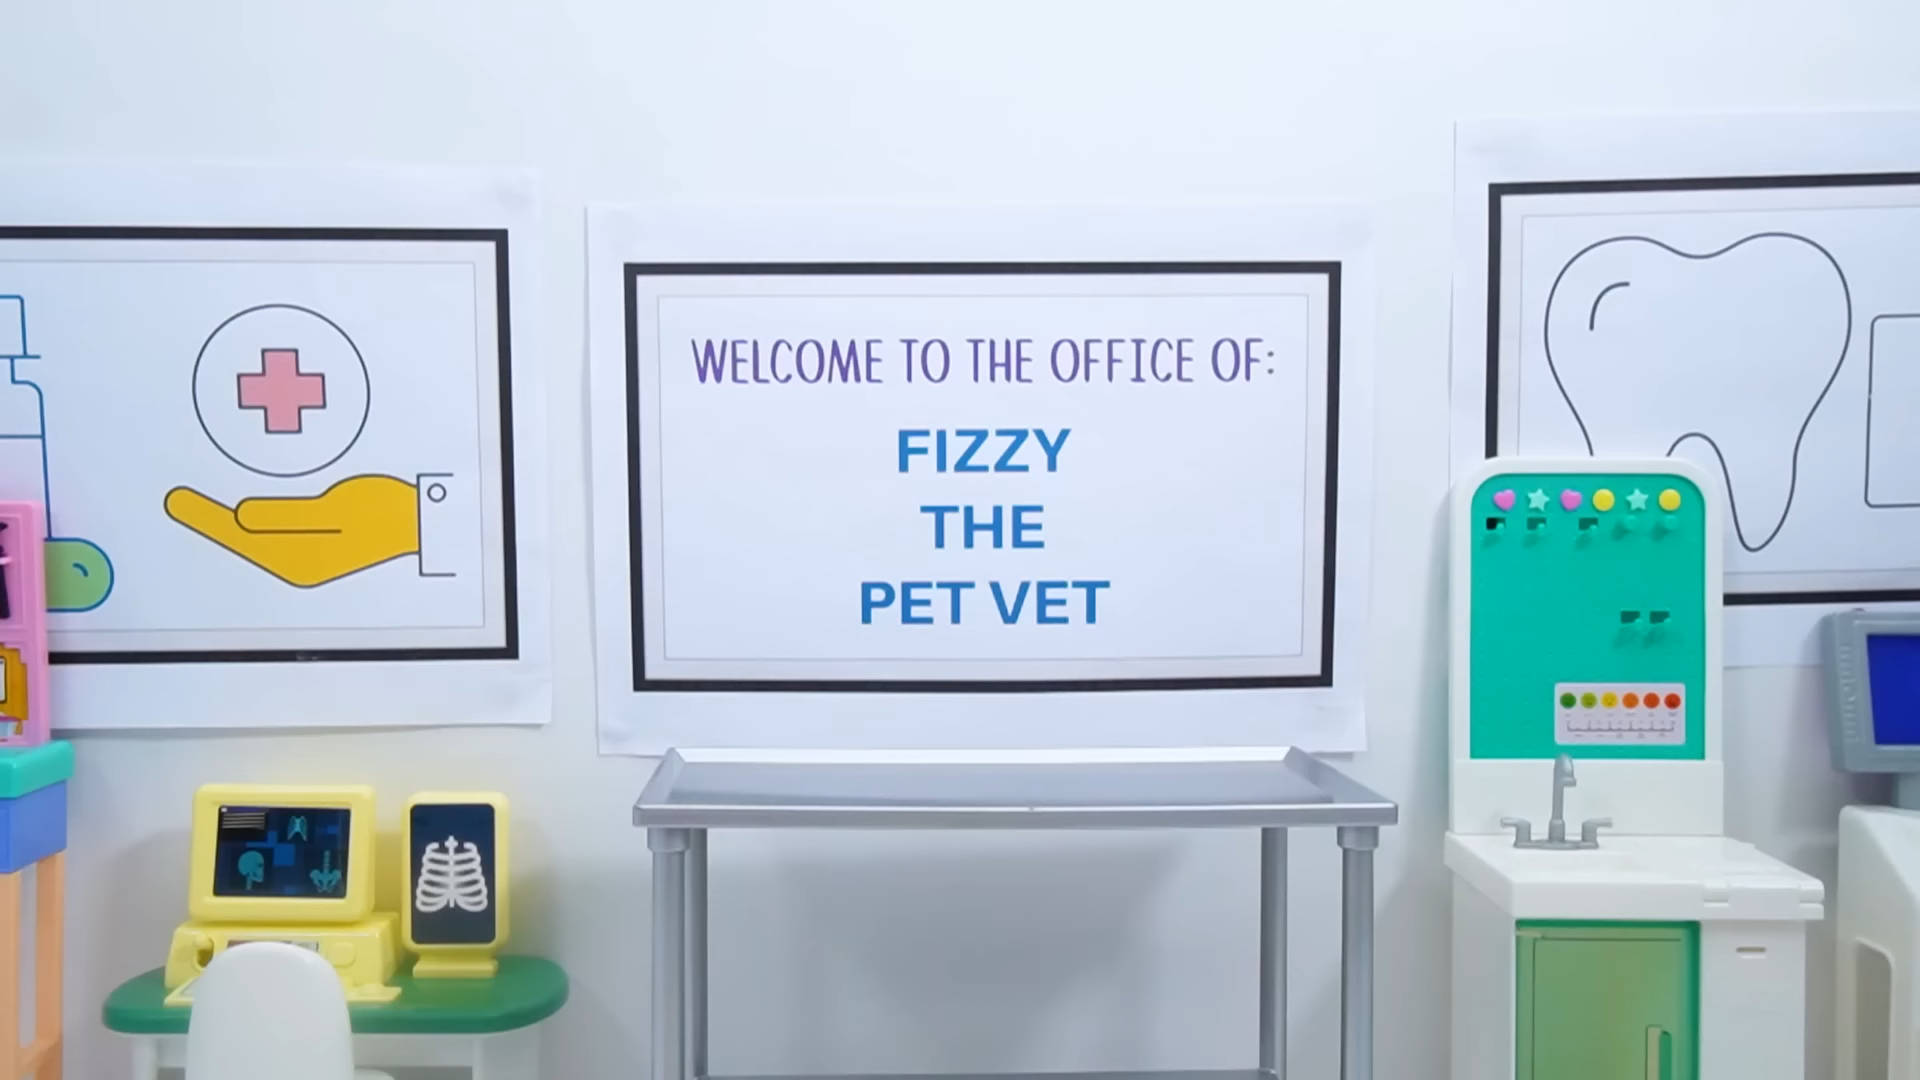 WELCOME TO THE OFFICE OF:
FIZZY
THE
PET VET